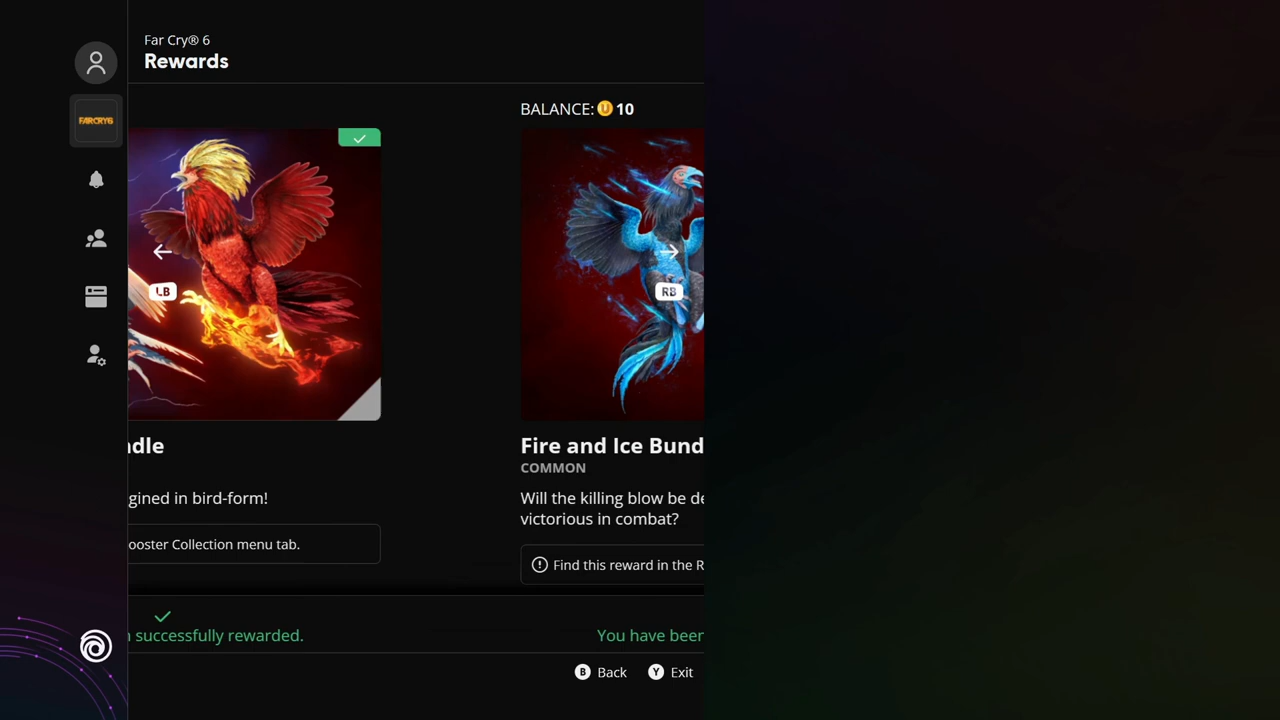 Far Cry® 6
Rewards
FARCRY6
BALANCE: 10
LB
RB
ndle
Fire and Ice Bund
COMMON
gined in bird-form!
Will the killing blow be de
victorious in combat?
ooster Collection menu tab.
Find this reward in the R
successfully rewarded.
You have been
B Back
Y Exit